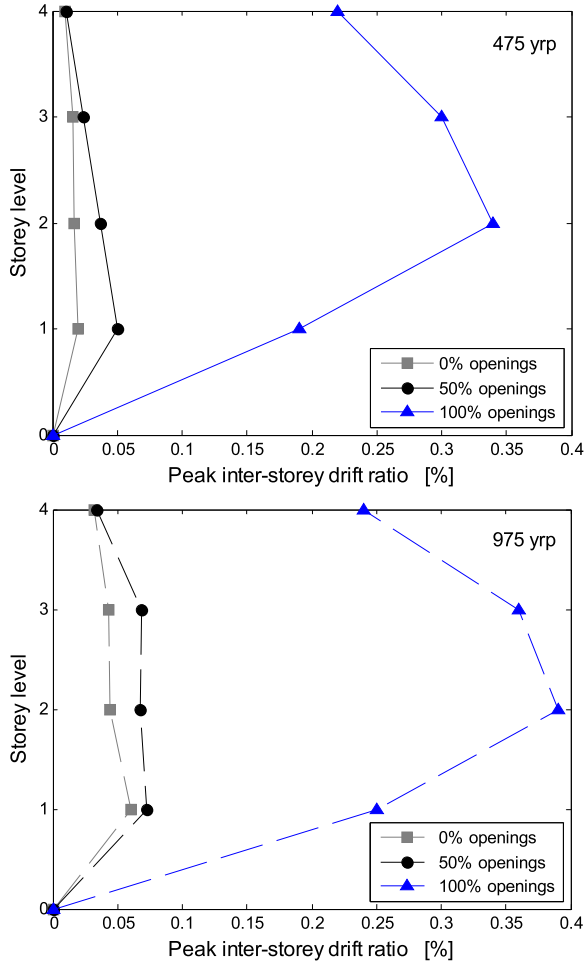 4
475 yrp
3
Storey level
2
1
0% openings
50% openings
100% openings
0
0 0.05 0.1 0.15 0.2 0.25 0.3 0.35 0.4
Peak inter-storey drift ratio [%]
4
975 yrp
3
Storey level
2
1
0% openings
50% openings
100% openings
0
0 0.05 0.1 0.15 0.2 0.25 0.3 0.35 0.4
Peak inter-storey drift ratio [%]